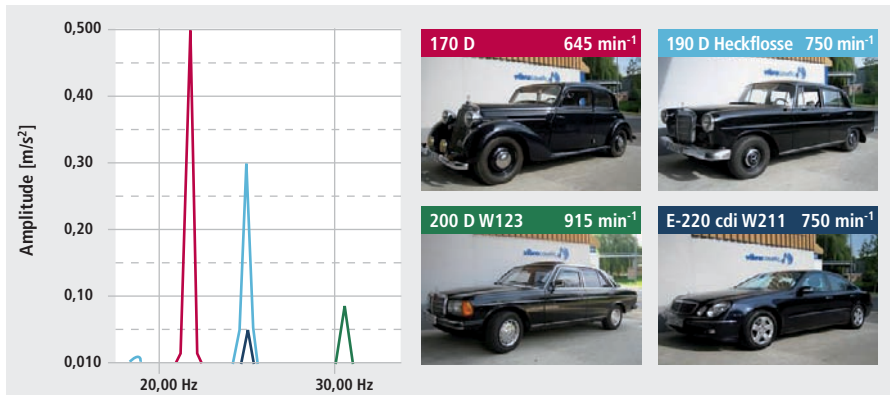 Amplitude [m/s²]
0,500
0,40
0,30
0,20
0,10
0,010
20,00 Hz
30,00 Hz
170 D 645 min⁻¹
190 D Heckflosse 750 min⁻¹
200 D W123 915 min⁻¹
E-220 cdi W211 750 min⁻¹